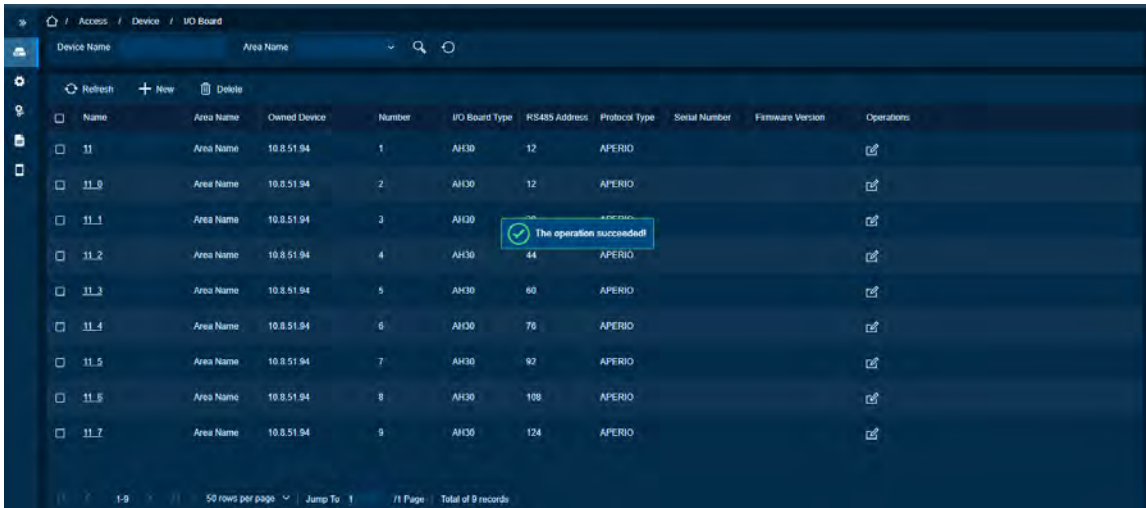 / Access / Device / I/O Board
Device Name Area Name
Refresh New Delete
Name Area Name Owned Device Number I/O Board Type RS485 Address Protocol Type Serial Number Firmware Version Operations
11 Area Name 10.8.51.94 1 AH30 12 APERIO
11_0 Area Name 10.8.51.94 2 AH30 12 APERIO
11_1 Area Name 10.8.51.94 3 AH30
The operation succeeded!
11_2 Area Name 10.8.51.94 4 AH30 44 APERIO
11_3 Area Name 10.8.51.94 5 AH30 60 APERIO
11_4 Area Name 10.8.51.94 6 AH30 76 APERIO
11_5 Area Name 10.8.51.94 7 AH30 92 APERIO
11_6 Area Name 10.8.51.94 8 AH30 108 APERIO
11_7 Area Name 10.8.51.94 9 AH30 124 APERIO
1-9 50 rows per page Jump To 1 /1 Page Total of 9 records